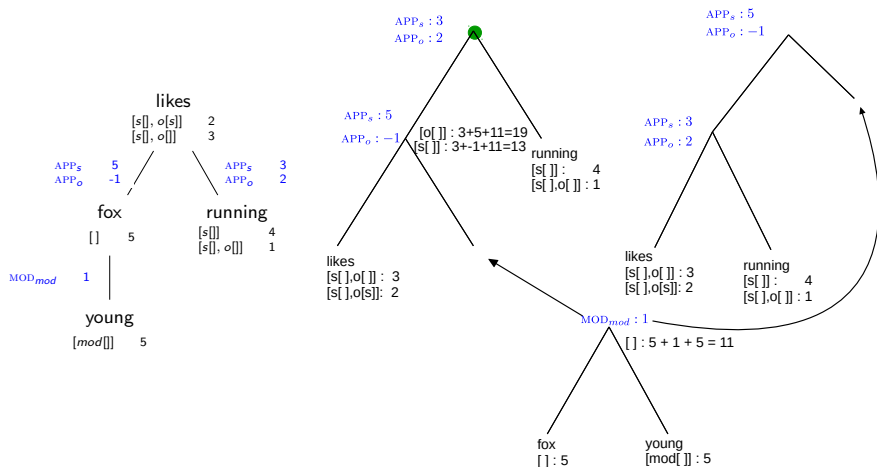 likes
[s[], o[s]] 2
[s[], o[]] 3
APPs 5
APPo -1
APPs 3
APPo 2
fox
[ ] 5
running
[s[]] 4
[s[], o[]] 1
MODmod 1
young
[mod[]] 5
APPs : 3
APPo : 2
APPs : 5
APPo : −1
[o[ ]] : 3+5+11=19
[s[ ]] : 3+-1+11=13
running
[s[ ]] : 4
[s[ ],o[ ]] : 1
likes
[s[ ],o[ ]] : 3
[s[ ],o[s]]: 2
APPs : 5
APPo : −1
APPs : 3
APPo : 2
likes
[s[ ],o[ ]] : 3
[s[ ],o[s]]: 2
running
[s[ ]] : 4
[s[ ],o[ ]] : 1
MODmod : 1
[ ] : 5 + 1 + 5 = 11
fox
[ ] : 5
young
[mod[ ]] : 5